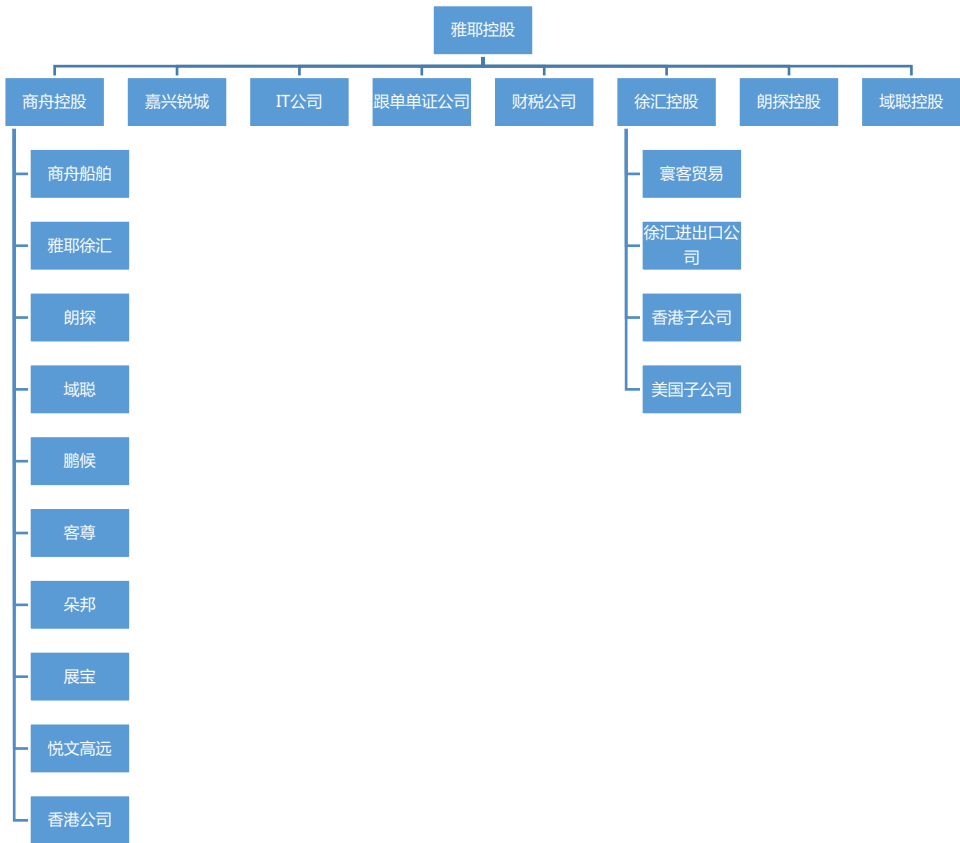 雅耶控股
商舟控股
嘉兴锐城
IT公司
跟单单证公司
财税公司
徐汇控股
朗探控股
域聪控股
商舟船舶
雅耶徐汇
朗探
域聪
鹏候
客尊
朵邦
展宝
悦文高远
香港公司
寰客贸易
徐汇进出口公
司
香港子公司
美国子公司